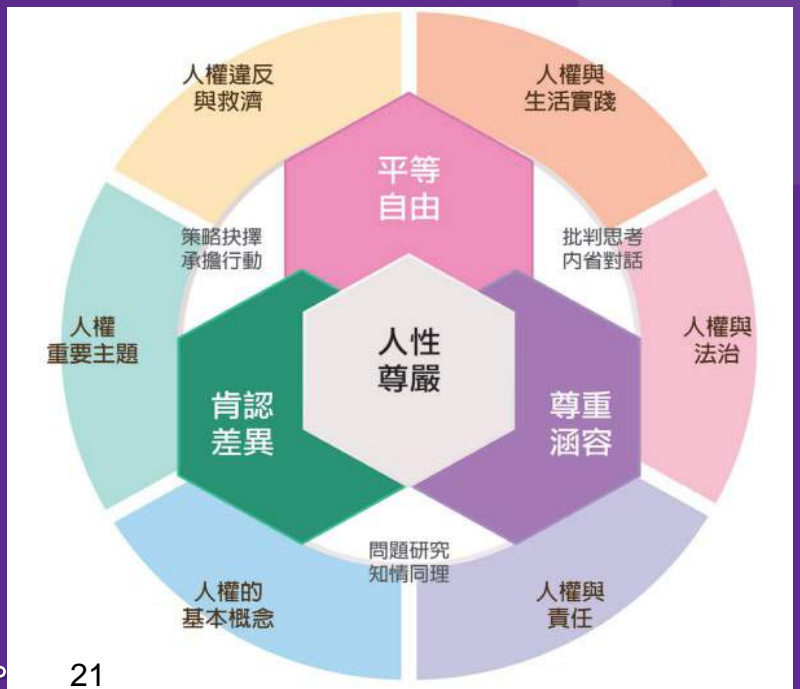 人權違反
與救濟
人權與
生活實踐
平等
自由
策略抉擇
承擔行動
批判思考
內省對話
人權
重要主題
人性
尊嚴
人權與
法治
肯認
差異
尊重
涵容
問題研究
知情同理
人權的
基本概念
人權與
責任
21